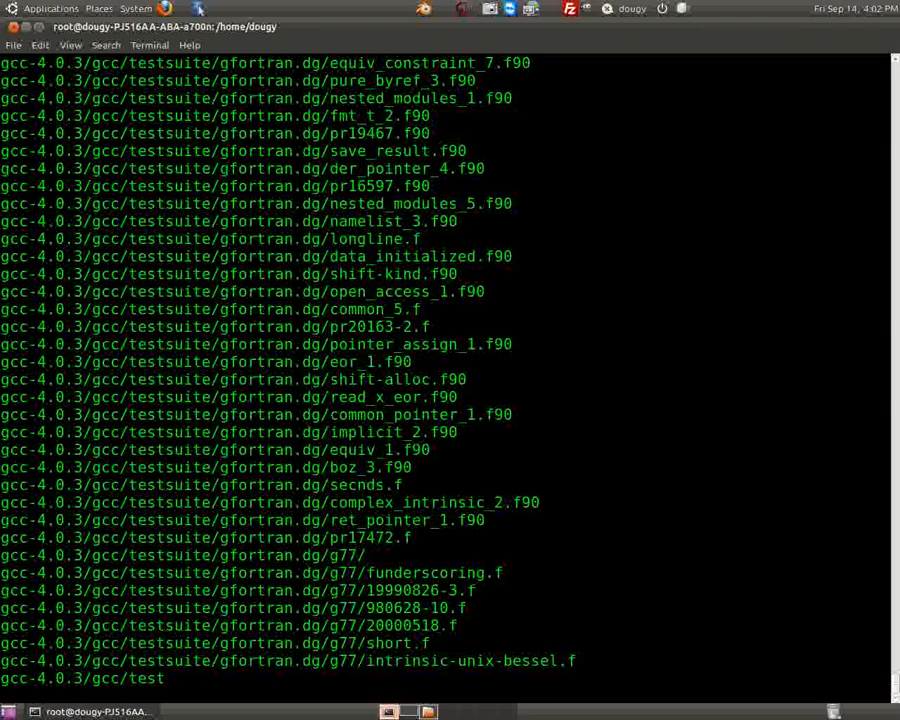 Applications Places System dougy Fri Sep 14, 4:02 PM
root@dougy-PJ516AA-ABA-a700n: /home/dougy
File Edit View Search Terminal Help
gcc-4.0.3/gcc/testsuite/gfortran.dg/equiv_constraint_7.f90
gcc-4.0.3/gcc/testsuite/gfortran.dg/pure_byref_3.f90
gcc-4.0.3/gcc/testsuite/gfortran.dg/nested_modules_1.f90
gcc-4.0.3/gcc/testsuite/gfortran.dg/fmt_t_2.f90
gcc-4.0.3/gcc/testsuite/gfortran.dg/pr19467.f90
gcc-4.0.3/gcc/testsuite/gfortran.dg/save_result.f90
gcc-4.0.3/gcc/testsuite/gfortran.dg/der_pointer_4.f90
gcc-4.0.3/gcc/testsuite/gfortran.dg/pr16597.f90
gcc-4.0.3/gcc/testsuite/gfortran.dg/nested_modules_5.f90
gcc-4.0.3/gcc/testsuite/gfortran.dg/namelist_3.f90
gcc-4.0.3/gcc/testsuite/gfortran.dg/longline.f
gcc-4.0.3/gcc/testsuite/gfortran.dg/data_initialized.f90
gcc-4.0.3/gcc/testsuite/gfortran.dg/shift-kind.f90
gcc-4.0.3/gcc/testsuite/gfortran.dg/open_access_1.f90
gcc-4.0.3/gcc/testsuite/gfortran.dg/common_5.f
gcc-4.0.3/gcc/testsuite/gfortran.dg/pr20163-2.f
gcc-4.0.3/gcc/testsuite/gfortran.dg/pointer_assign_1.f90
gcc-4.0.3/gcc/testsuite/gfortran.dg/eor_1.f90
gcc-4.0.3/gcc/testsuite/gfortran.dg/shift-alloc.f90
gcc-4.0.3/gcc/testsuite/gfortran.dg/read_x_eor.f90
gcc-4.0.3/gcc/testsuite/gfortran.dg/common_pointer_1.f90
gcc-4.0.3/gcc/testsuite/gfortran.dg/implicit_2.f90
gcc-4.0.3/gcc/testsuite/gfortran.dg/equiv_1.f90
gcc-4.0.3/gcc/testsuite/gfortran.dg/boz_3.f90
gcc-4.0.3/gcc/testsuite/gfortran.dg/secnds.f
gcc-4.0.3/gcc/testsuite/gfortran.dg/complex_intrinsic_2.f90
gcc-4.0.3/gcc/testsuite/gfortran.dg/ret_pointer_1.f90
gcc-4.0.3/gcc/testsuite/gfortran.dg/pr17472.f
gcc-4.0.3/gcc/testsuite/gfortran.dg/g77/
gcc-4.0.3/gcc/testsuite/gfortran.dg/g77/funderscoring.f
gcc-4.0.3/gcc/testsuite/gfortran.dg/g77/19990826-3.f
gcc-4.0.3/gcc/testsuite/gfortran.dg/g77/980628-10.f
gcc-4.0.3/gcc/testsuite/gfortran.dg/g77/20000518.f
gcc-4.0.3/gcc/testsuite/gfortran.dg/g77/short.f
gcc-4.0.3/gcc/testsuite/gfortran.dg/g77/intrinsic-unix-bessel.f
gcc-4.0.3/gcc/test
root@dougy-PJ516AA-ABA...